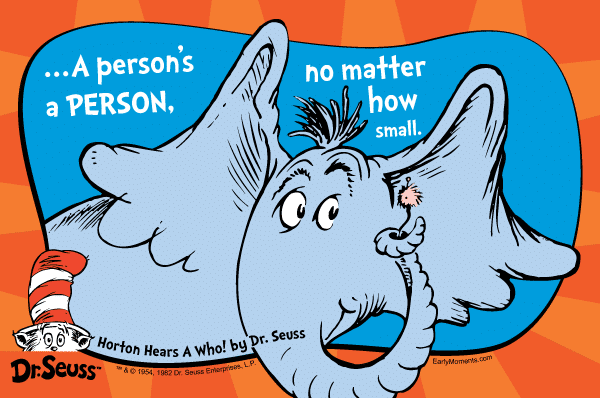 ...A person's
a PERSON,
no matter
how
small.
Horton Hears A Who! by Dr. Seuss
Dr. Seuss™
™ & © 1954, 1982 Dr. Seuss Enterprises, L.P.
EarlyMoments.com